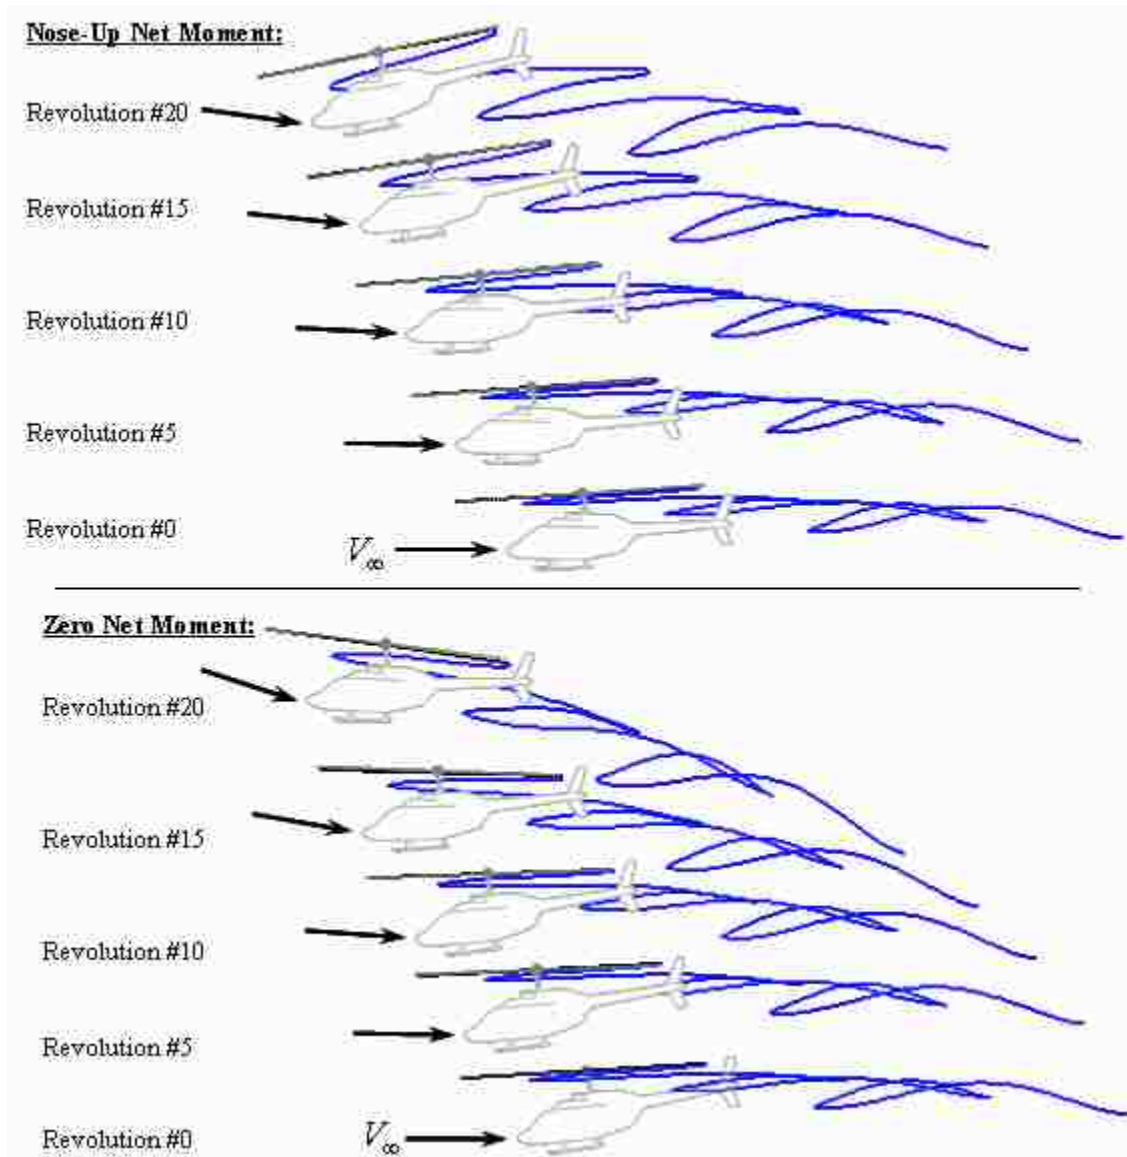 Nose-Up Net Moment:
Revolution #20
Revolution #15
Revolution #10
Revolution #5
Revolution #0
V∞
Zero Net Moment:
Revolution #20
Revolution #15
Revolution #10
Revolution #5
Revolution #0
V∞